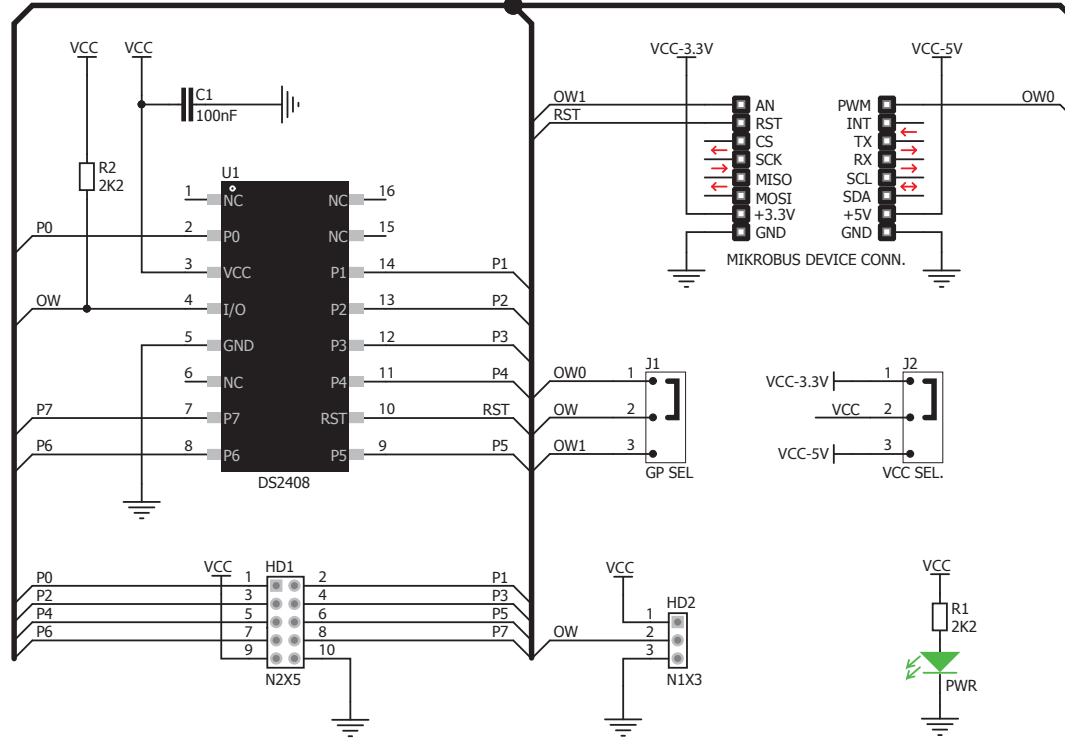 VCC
VCC
C1
100nF
R2
2K2
U1
1 NC
NC 16
P0 2 P0
NC 15
3 VCC
P1 14 P1
OW 4 I/O
P2 13 P2
5 GND
P3 12 P3
6 NC
P4 11 P4
P7 7 P7
RST 10 RST
P6 8 P6
P5 9 P5
DS2408
VCC-3.3V
VCC-5V
OW1
RST
AN
RST
CS
SCK
MISO
MOSI
+3.3V
GND
PWM
INT
TX
RX
SCL
SDA
+5V
GND
OW0
MIKROBUS DEVICE CONN.
J1
OW0 1
OW 2
OW1 3
GP SEL
J2
VCC-3.3V 1
VCC 2
VCC-5V 3
VCC SEL.
VCC HD1
P0 1 2 P1
P2 3 4 P3
P4 5 6 P5
P6 7 8 P7
9 10
N2X5
VCC
HD2
1
OW 2
3
N1X3
VCC
R1
2K2
PWR